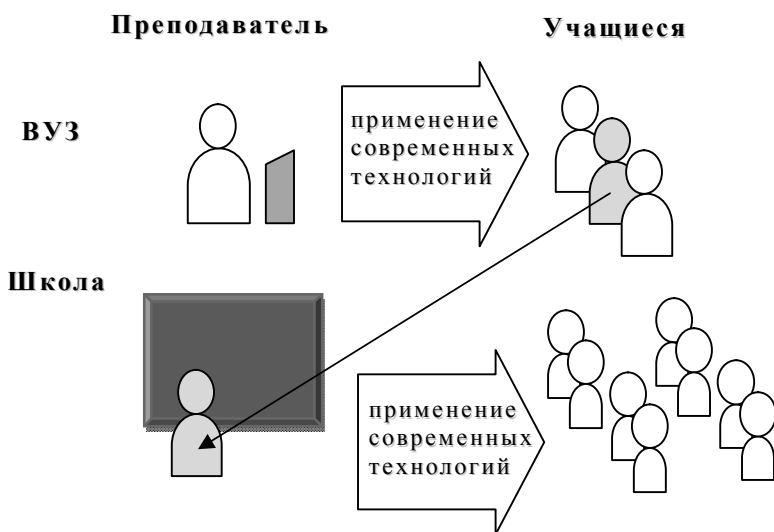 Преподаватель
Учащиеся
ВУЗ
применение
современных
технологий
Школа
применение
современных
технологий